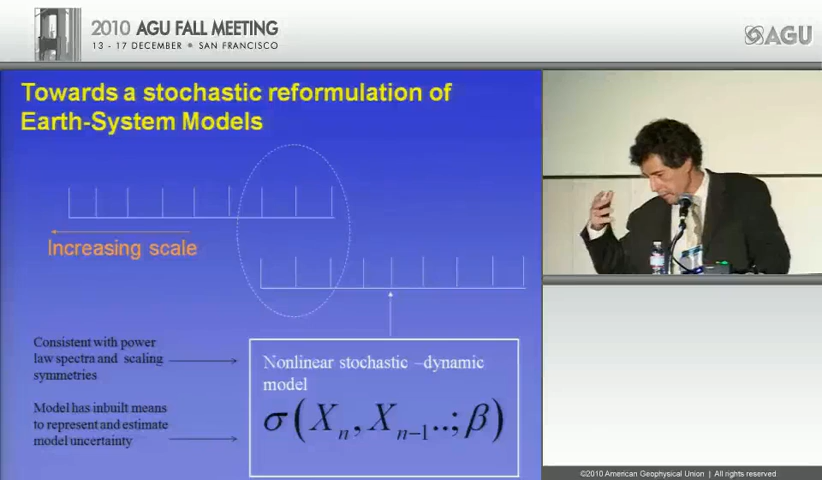 2010 AGU FALL MEETING
13 - 17 DECEMBER ■ SAN FRANCISCO
AGU
Towards a stochastic reformulation of
Earth-System Models
Increasing scale
Consistent with power
law spectra and scaling
symmetries
Model has inbuilt means
to represent and estimate
model uncertainty
Nonlinear stochastic –dynamic
model
σ(Xn, Xn−1..; β)
©2010 American Geophysical Union | All rights reserved